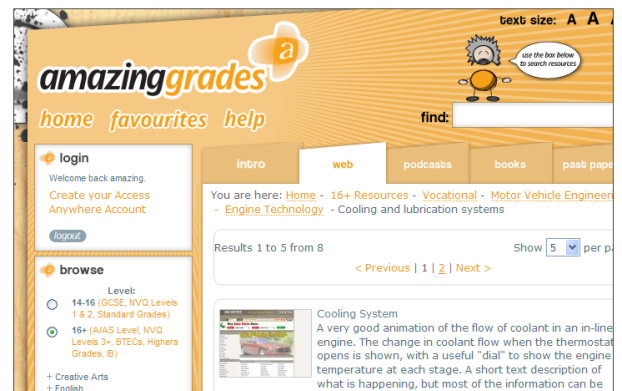 text size: A A
use the box below
to search resources
amazinggrades a
home favourites help
find:
login
Welcome back amazing.
Create your Access
Anywhere Account
logout
intro web podcasts books past pape
You are here: Home - 16+ Resources - Vocational - Motor Vehicle Engineer
- Engine Technology - Cooling and lubrication systems
Results 1 to 5 from 8 Show 5 per pa
< Previous | 1 | 2 | Next >
browse
Level:
14-16 (GCSE, NVQ Levels
1 & 2, Standard Grades)
16+ (A/AS Level, NVQ
Levels 3+, BTECs, Highers
Grades, IB)
+ Creative Arts
+ English
Cooling System
A very good animation of the flow of coolant in an in-line
engine. The change in coolant flow when the thermostat
opens is shown, with a useful "dial" to show the engine
temperature at each stage. A short text description of
what is happening, but most of the information can be